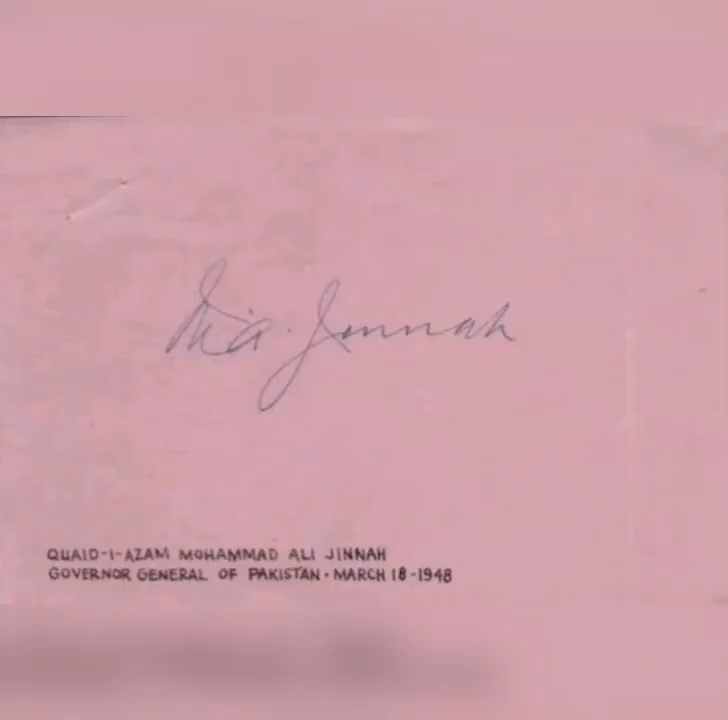 M.A. Jinnah
QUAID-I-AZAM MOHAMMAD ALI JINNAH
GOVERNOR GENERAL OF PAKISTAN • MARCH 18-1948